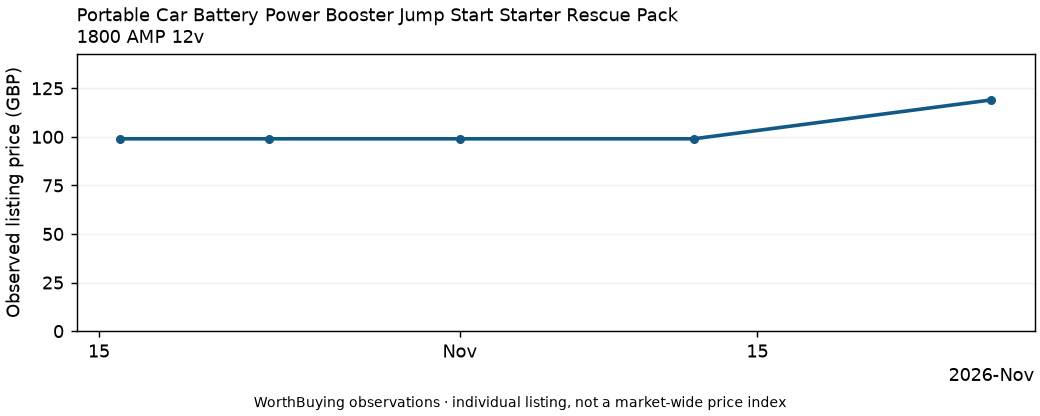 Portable Car Battery Power Booster Jump Start Starter Rescue Pack
1800 AMP 12v
Observed listing price (GBP)
125
100
75
50
25
0
15
Nov
15
2026-Nov
WorthBuying observations · individual listing, not a market-wide price index